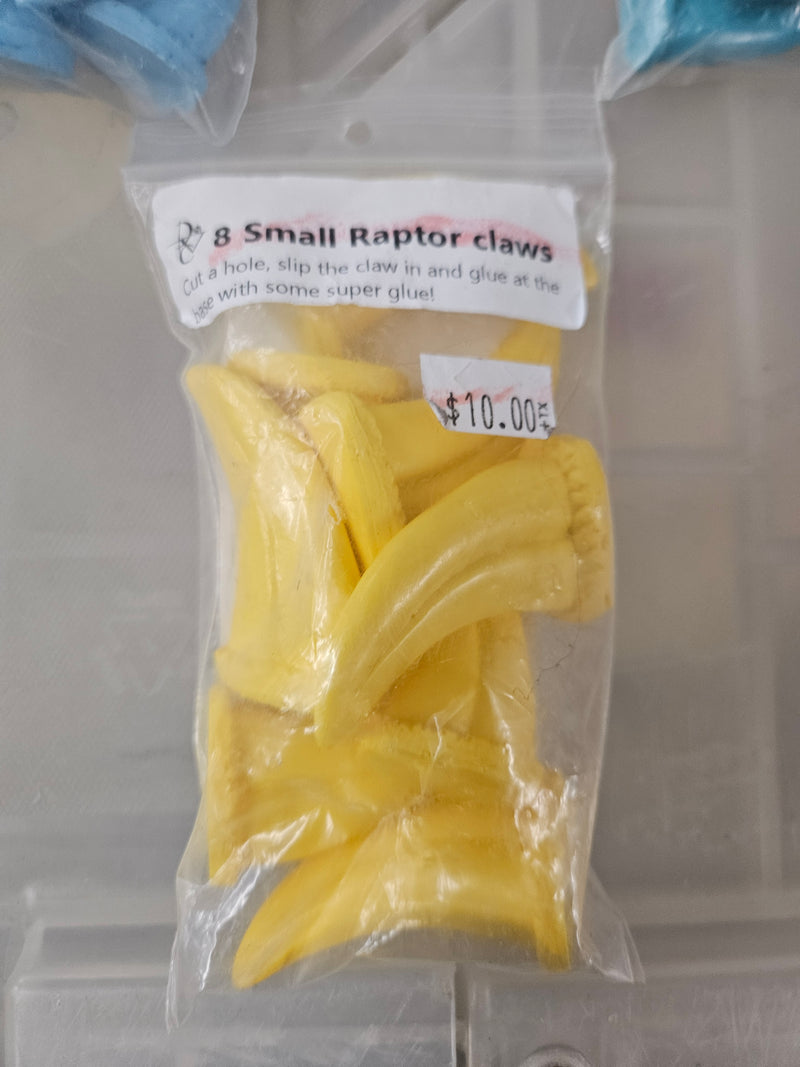 8 Small Raptor claws
Cut a hole, slip the claw in and glue at the
base with some super glue!
$10.00+TX